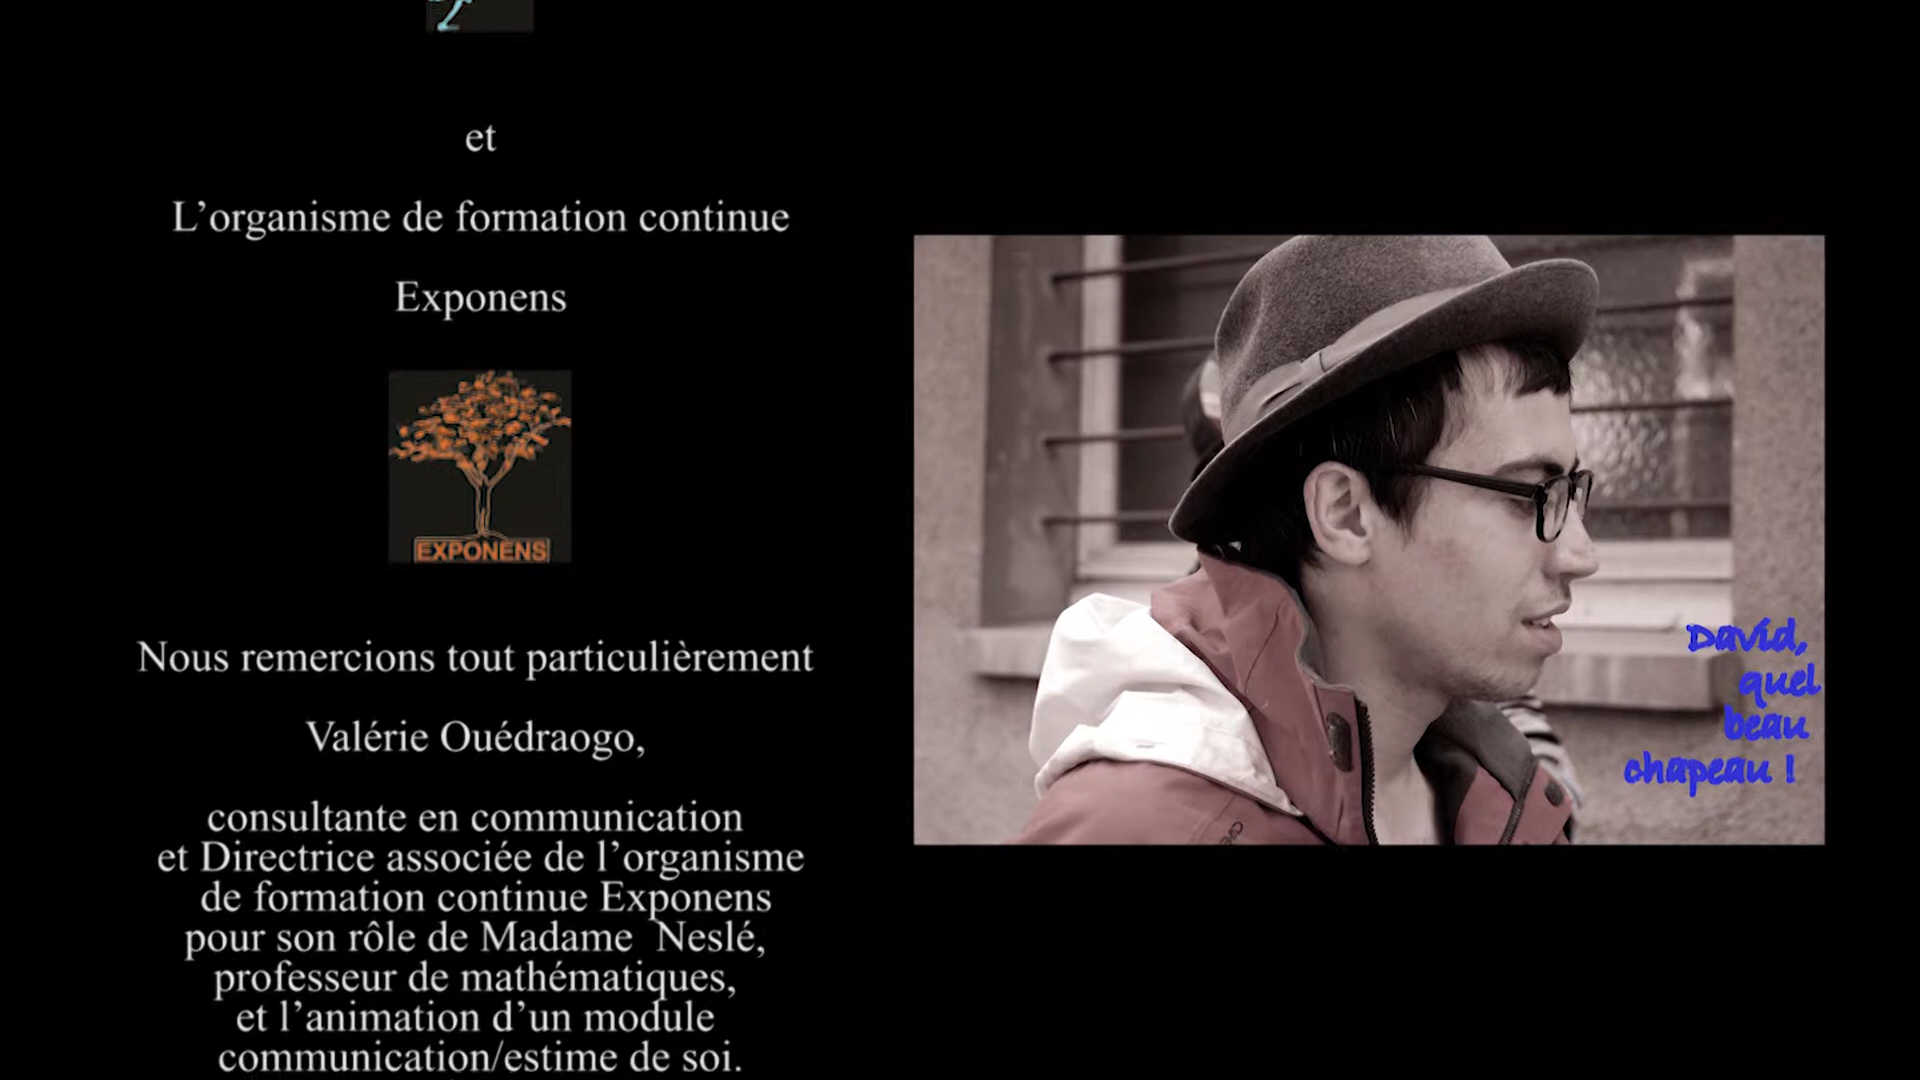 et
L’organisme de formation continue
Exponens
EXPONENS
Nous remercions tout particulièrement
Valérie Ouédraogo,
consultante en communication
et Directrice associée de l’organisme
de formation continue Exponens
pour son rôle de Madame  Neslé,
professeur de mathématiques,
et l’animation d’un module
communication/estime de soi.
David,
quel
beau
chapeau !